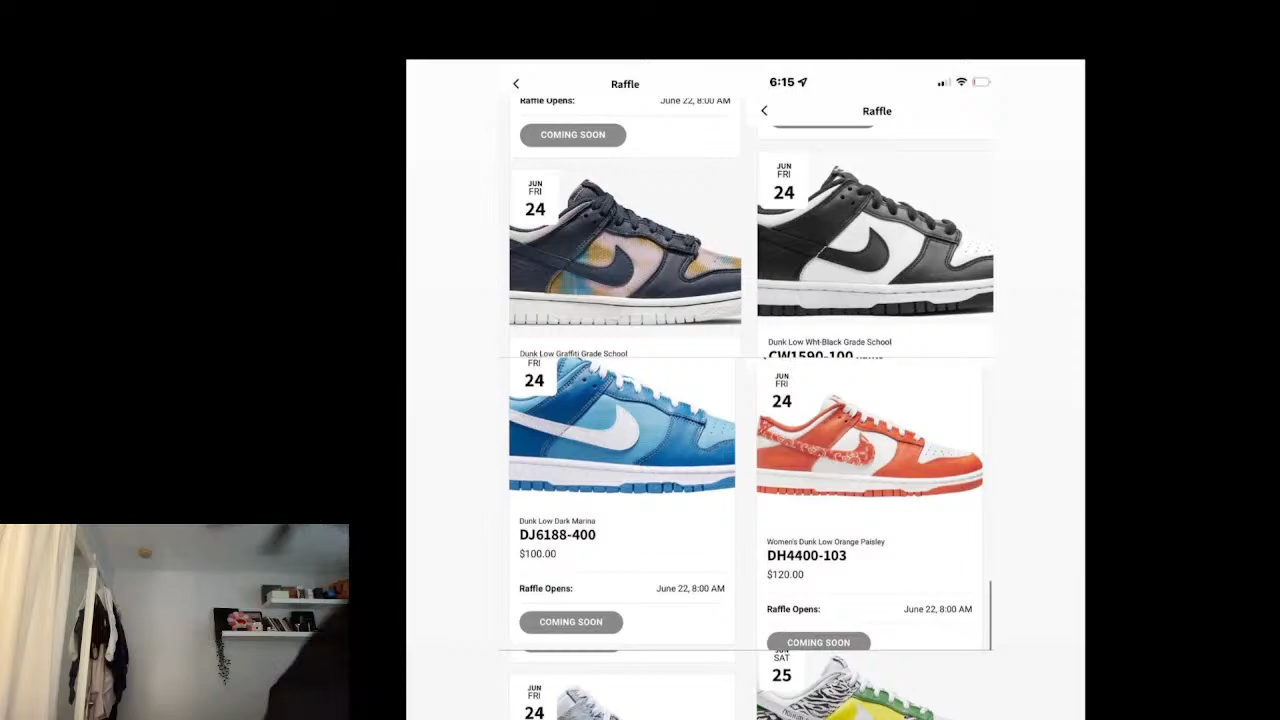 Raffle
Raffle Opens:
June 22, 8:00 AM
COMING SOON
JUN
FRI
24
Dunk Low Graffiti Grade School
6:15
Raffle
JUN
FRI
24
Dunk Low Wht-Black Grade School
CW1590-100
FRI
24
Dunk Low Dark Marina
DJ6188-400
$100.00
Raffle Opens:
June 22, 8:00 AM
COMING SOON
JUN
FRI
24
Women's Dunk Low Orange Paisley
DH4400-103
$120.00
Raffle Opens:
June 22, 8:00 AM
COMING SOON
JUN
FRI
24
JUN
SAT
25